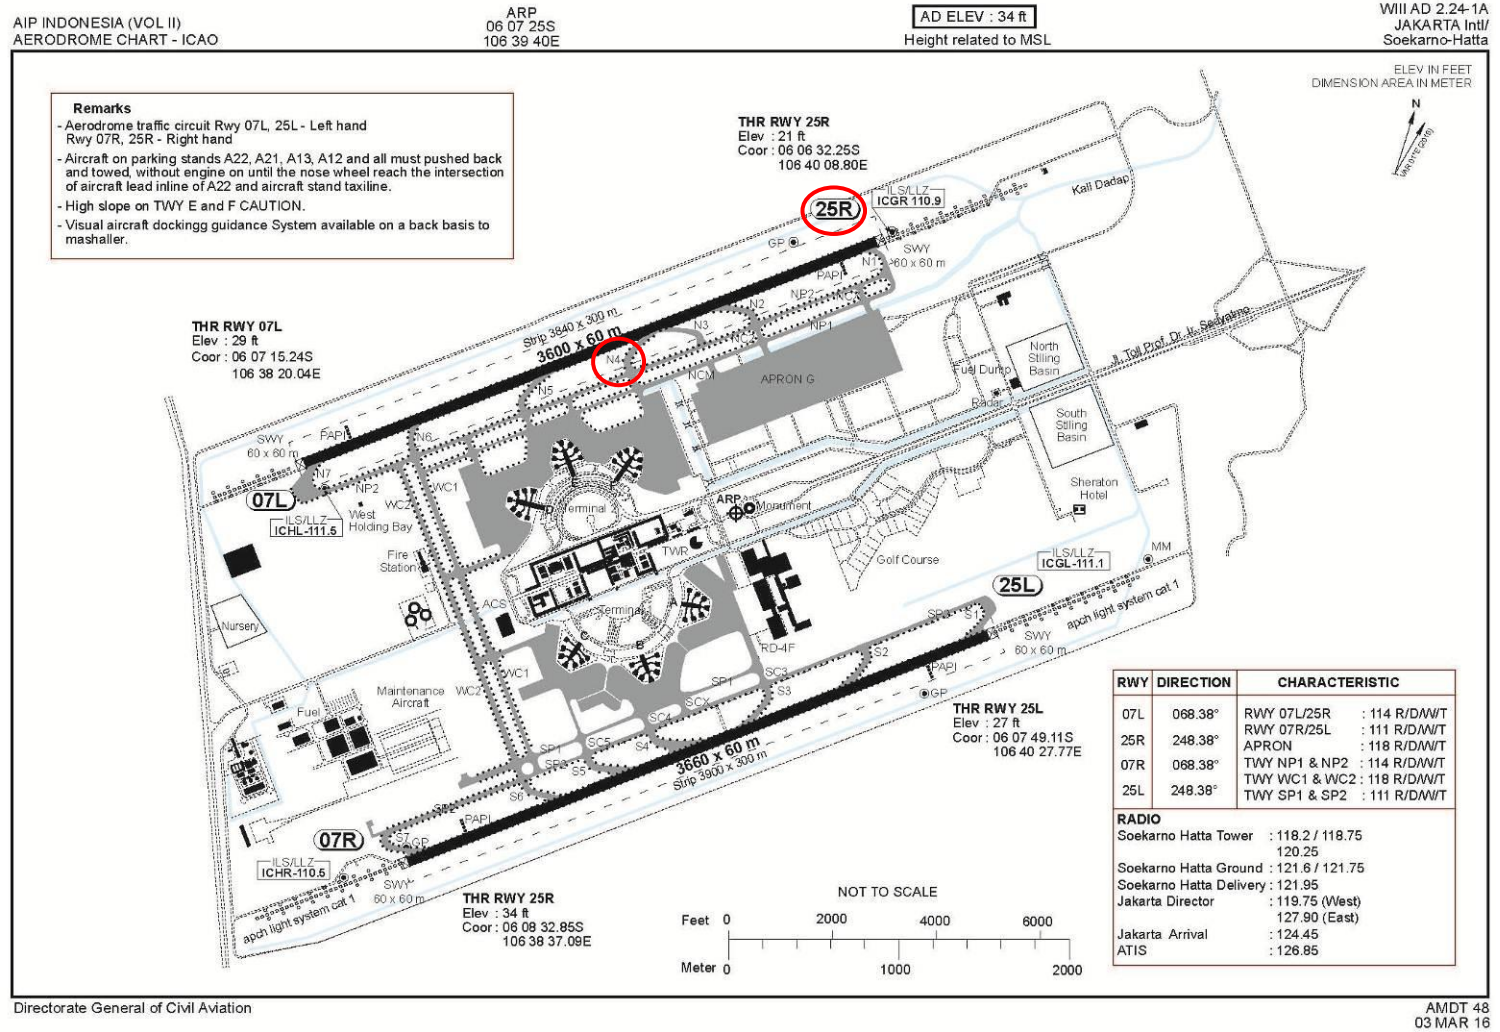 AIP INDONESIA (VOL II)
AERODROME CHART - ICAO
ARP
06 07 25S
106 39 40E
AD ELEV : 34 ft
Height related to MSL
WIII AD 2.24-1A
JAKARTA Intl/
Soekarno-Hatta
ELEV IN FEET
DIMENSION AREA IN METER
N
VAR 01°E (2015)
Remarks
- Aerodrome traffic circuit Rwy 07L, 25L - Left hand
Rwy 07R, 25R - Right hand
- Aircraft on parking stands A22, A21, A13, A12 and all must pushed back
and towed, without engine on until the nose wheel reach the intersection
of aircraft lead inline of A22 and aircraft stand taxiline.
- High slope on TWY E and F CAUTION.
- Visual aircraft dockingg guidance System available on a back basis to
mashaller.
THR RWY 25R
Elev : 21 ft
Coor : 06 06 32.25S
106 40 08.80E
25R
ILS/LLZ
ICGR 110.9
Kali Dadap
GP
SWY
60 x 60 m
PAPI
N1
NP2
N2
N3
NP1
NCM
N4
N5
N6
N7
Strip 3840 x 300 m
3600 x 60 m
THR RWY 07L
Elev : 29 ft
Coor : 06 07 15.24S
106 38 20.04E
APRON G
North
Stlling
Basin
Jl. Toll Prof. Dr. Ir. Sedyatmo
Fuel Dump
Radar
South
Stlling
Basin
SWY
60 x 60 m
PAPI
07L
ILS/LLZ
ICHL-111.5
NP2
West
Holding Bay
WC2
WC1
Fire
Station
D
Terminal
ARP
Monument
TWR
Golf Course
Sheraton
Hotel
H
MM
ILS/LLZ
ICGL-111.1
25L
apch light system cat 1
SWY
60 x 60 m
ACS
Terminal
A
B
C
RD-4F
Nursery
Fuel
Maintenance
Aircraft
WC2
WC1
SP2
S1
S2
PAPI
GP
SC3
S3
SP1
SCX
SC4
S4
SC5
S5
SP1
SP2
S6
SP2
S7
GP
PAPI
3660 x 60 m
Strip 3900 x 300 m
THR RWY 25L
Elev : 27 ft
Coor : 06 07 49.11S
106 40 27.77E
07R
ILS/LLZ
ICHR-110.5
SWY
60 x 60 m
apch light system cat 1
THR RWY 25R
Elev : 34 ft
Coor : 06 08 32.85S
106 38 37.09E
NOT TO SCALE
Feet 0 2000 4000 6000
Meter 0 1000 2000
RWY DIRECTION CHARACTERISTIC
07L 068.38° RWY 07L/25R : 114 R/D/W/T
RWY 07R/25L : 111 R/D/W/T
25R 248.38° APRON : 118 R/D/W/T
07R 068.38° TWY NP1 & NP2 : 114 R/D/W/T
TWY WC1 & WC2 : 118 R/D/W/T
25L 248.38° TWY SP1 & SP2 : 111 R/D/W/T
RADIO
Soekarno Hatta Tower : 118.2 / 118.75
120.25
Soekarno Hatta Ground : 121.6 / 121.75
Soekarno Hatta Delivery : 121.95
Jakarta Director : 119.75 (West)
127.90 (East)
Jakarta Arrival : 124.45
ATIS : 126.85
Directorate General of Civil Aviation
AMDT 48
03 MAR 16